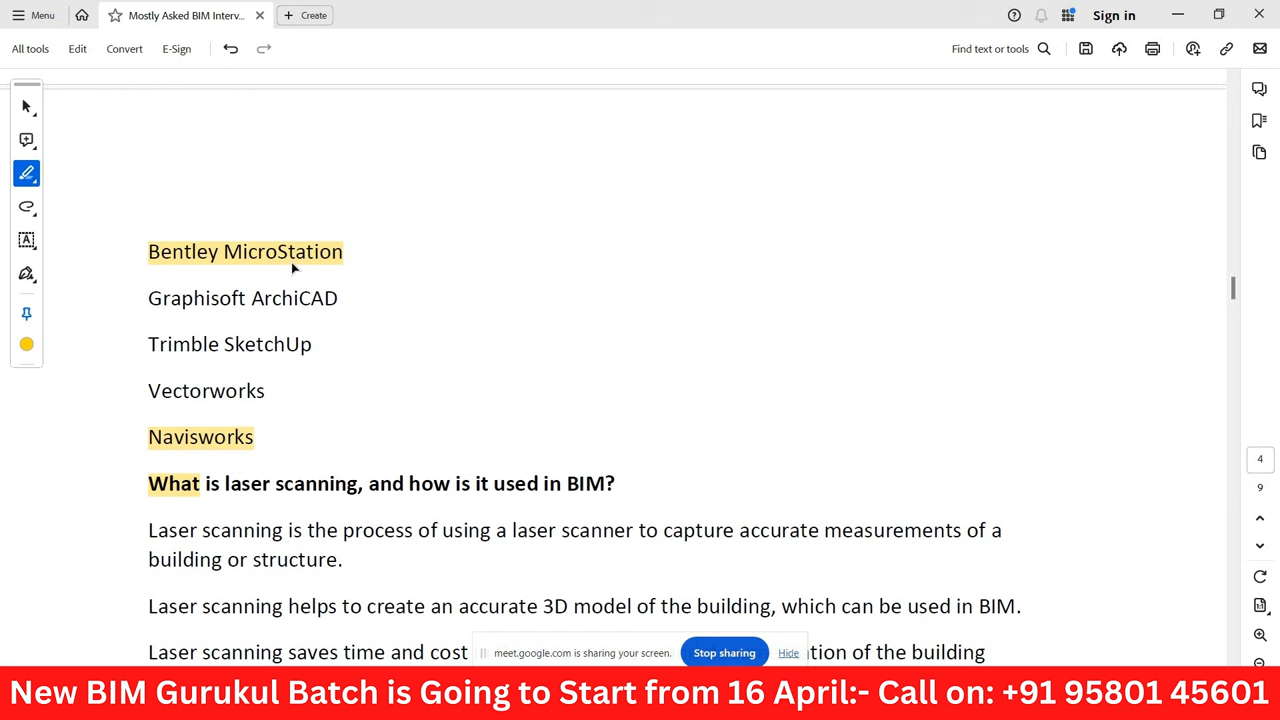 Menu
Mostly Asked BIM Interv...
Create
Sign in
All tools
Edit
Convert
E-Sign
Find text or tools
Bentley MicroStation
Graphisoft ArchiCAD
Trimble SketchUp
Vectorworks
Navisworks
What is laser scanning, and how is it used in BIM?
Laser scanning is the process of using a laser scanner to capture accurate measurements of a
building or structure.
Laser scanning helps to create an accurate 3D model of the building, which can be used in BIM.
Laser scanning saves time and cost
of the building
meet.google.com is sharing your screen.
Stop sharing
Hide
4
9
New BIM Gurukul Batch is Going to Start from 16 April:- Call on: +91 95801 45601